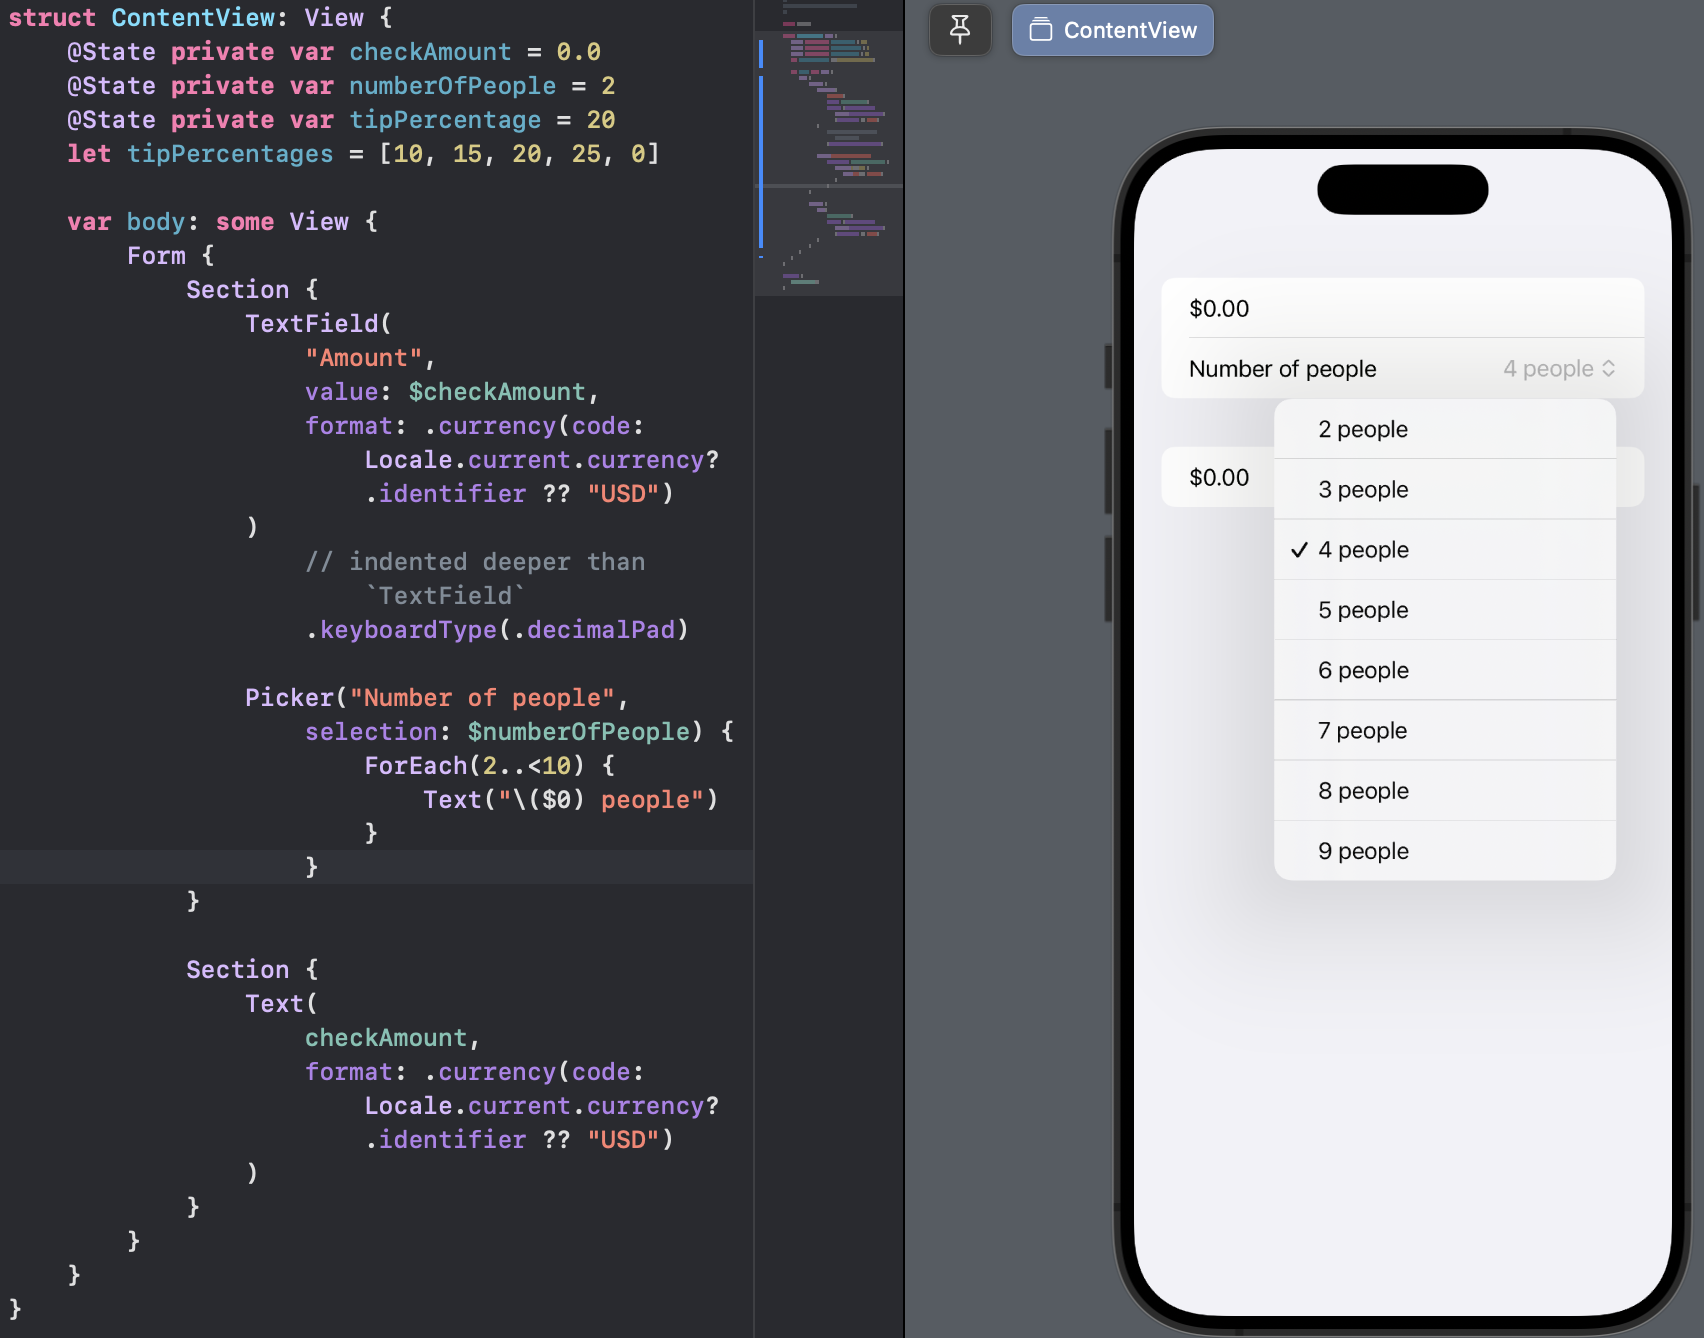 struct ContentView: View {
    @State private var checkAmount = 0.0
    @State private var numberOfPeople = 2
    @State private var tipPercentage = 20
    let tipPercentages = [10, 15, 20, 25, 0]

    var body: some View {
        Form {
            Section {
                TextField(
                    "Amount",
                    value: $checkAmount,
                    format: .currency(code:
                        Locale.current.currency?
                        .identifier ?? "USD")
                )
                    // indented deeper than
                        `TextField`
                    .keyboardType(.decimalPad)

                Picker("Number of people",
                    selection: $numberOfPeople) {
                        ForEach(2..<10) {
                            Text("\($0) people")
                        }
                    }
            }

            Section {
                Text(
                    checkAmount,
                    format: .currency(code:
                        Locale.current.currency?
                        .identifier ?? "USD")
                )
            }
        }
    }
}
ContentView
$0.00
Number of people 4 people
2 people
$0.00
3 people
4 people
5 people
6 people
7 people
8 people
9 people